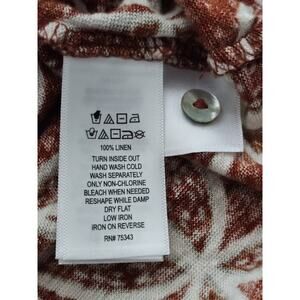 100% LINEN
TURN INSIDE OUT
HAND WASH COLD
WASH SEPARATELY
ONLY NON-CHLORINE
BLEACH WHEN NEEDED
RESHAPE WHILE DAMP
DRY FLAT
LOW IRON
IRON ON REVERSE
RN# 75343